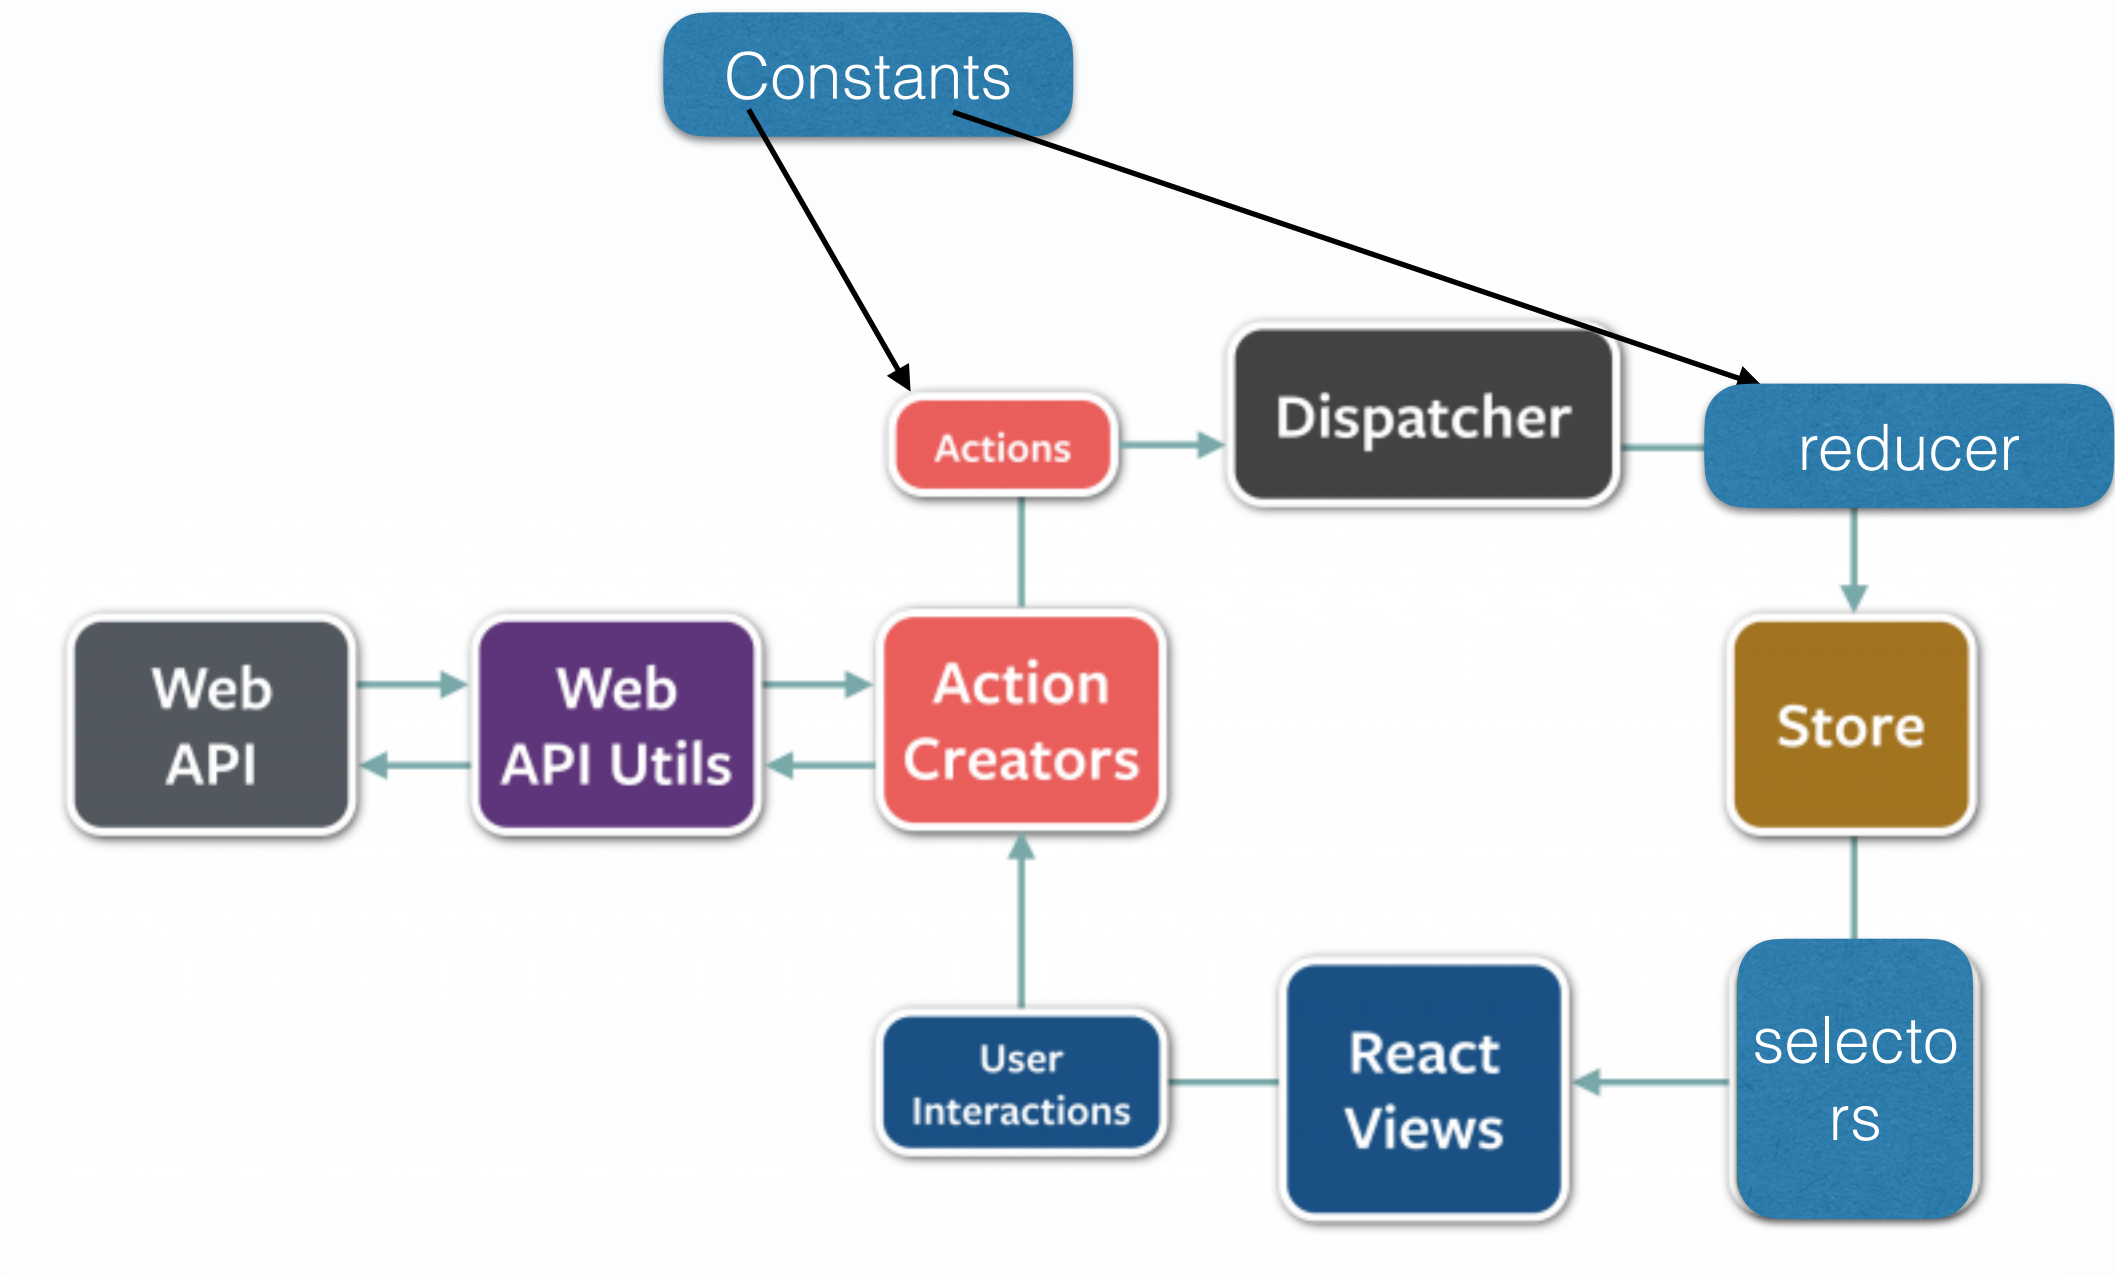 Constants
Dispatcher
reducer
Actions
Web
API
Web
API Utils
Action
Creators
Store
User
Interactions
React
Views
selecto
rs